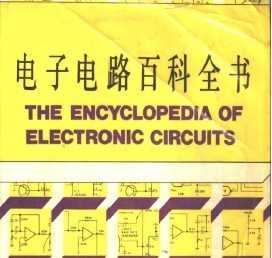 电子电路百科全书
THE ENCYCLOPEDIA OF
ELECTRONIC CIRCUITS